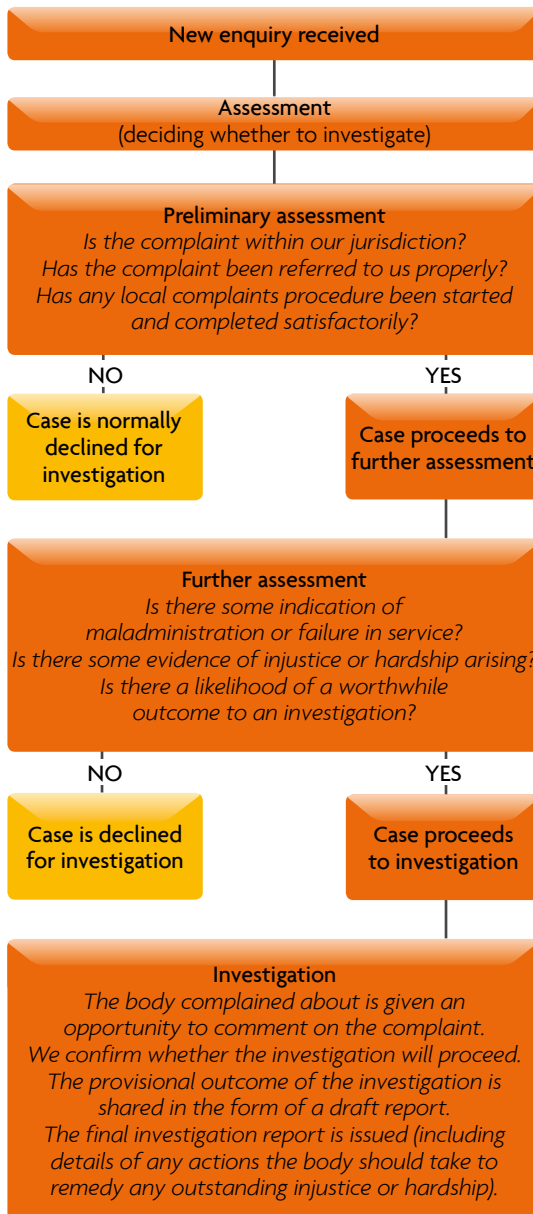 New enquiry received
Assessment
(deciding whether to investigate)
Preliminary assessment
Is the complaint within our jurisdiction?
Has the complaint been referred to us properly?
Has any local complaints procedure been started
and completed satisfactorily?
NO
YES
Case is normally
declined for
investigation
Case proceeds to
further assessment
Further assessment
Is there some indication of
maladministration or failure in service?
Is there some evidence of injustice or hardship arising?
Is there a likelihood of a worthwhile
outcome to an investigation?
NO
YES
Case is declined
for investigation
Case proceeds
to investigation
Investigation
The body complained about is given an
opportunity to comment on the complaint.
We confirm whether the investigation will proceed.
The provisional outcome of the investigation is
shared in the form of a draft report.
The final investigation report is issued (including
details of any actions the body should take to
remedy any outstanding injustice or hardship).